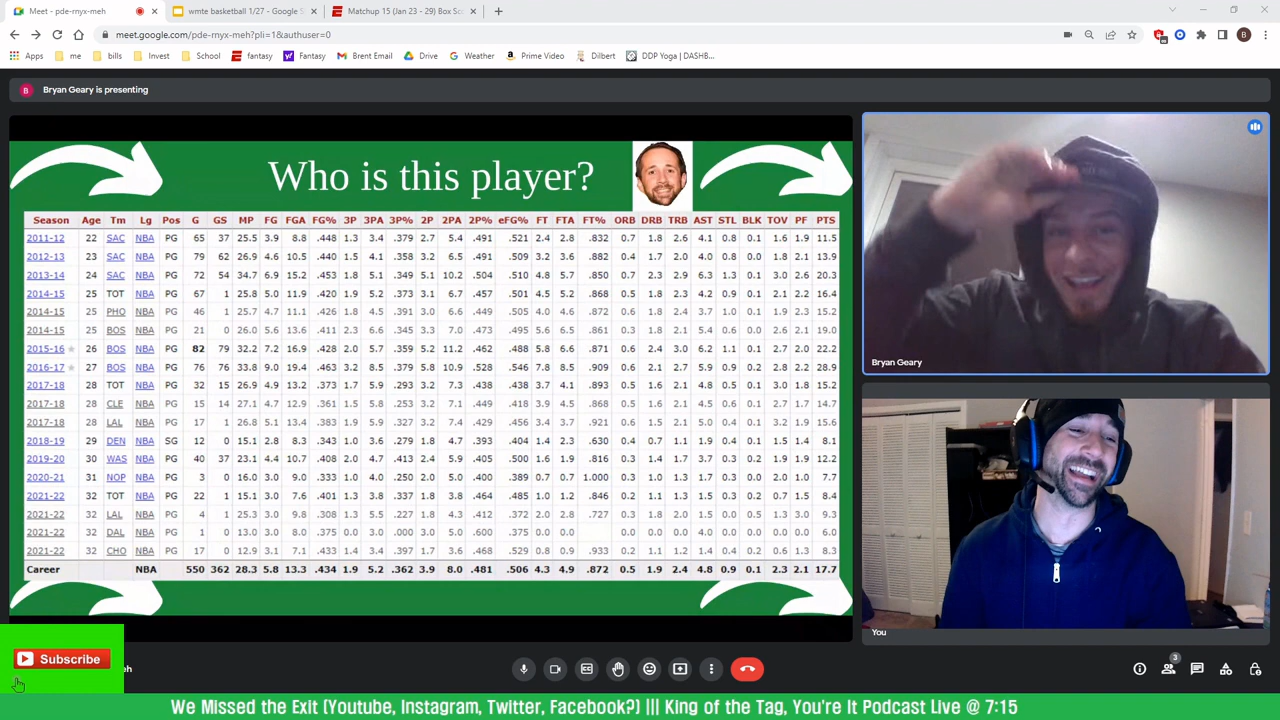 Meet - pde-rnyx-meh
wmte basketball 1/27 - Google S
Matchup 15 (Jan 23 - 29) Box Sc
meet.google.com/pde-rnyx-meh?pli=1&authuser=0
B
Apps me bills Invest School fantasy Fantasy Brent Email Drive Weather Prime Video Dilbert DDP Yoga | DASHB...
B Bryan Geary is presenting
Who is this player?
Season Age Tm Lg Pos G GS MP FG FGA FG% 3P 3PA 3P% 2P 2PA 2P% eFG% FT FTA FT% ORB DRB TRB AST STL BLK TOV PF PTS
2011-12 22 SAC NBA PG 65 37 25.5 3.9 8.8 .448 1.3 3.4 .379 2.7 5.4 .491 .521 2.4 2.8 .832 0.7 1.8 2.6 4.1 0.8 0.1 1.6 1.9 11.5
2012-13 23 SAC NBA PG 79 62 26.9 4.6 10.5 .440 1.5 4.1 .358 3.2 6.5 .491 .509 3.2 3.6 .882 0.4 1.7 2.0 4.0 0.8 0.0 1.8 2.1 13.9
2013-14 24 SAC NBA PG 72 54 34.7 6.9 15.2 .453 1.8 5.1 .349 5.1 10.2 .504 .510 4.8 5.7 .850 0.7 2.3 2.9 6.3 1.3 0.1 3.0 2.6 20.3
2014-15 25 TOT NBA PG 67 1 25.8 5.0 11.9 .420 1.9 5.2 .373 3.1 6.7 .457 .501 4.5 5.2 .868 0.4 1.8 2.3 4.2 0.9 0.1 2.1 2.2 16.4
2014-15 25 PHO NBA PG 46 1 25.7 4.7 11.1 .426 1.8 4.5 .391 3.0 6.6 .449 .505 4.0 4.6 .872 0.6 1.8 2.4 3.7 1.0 0.1 1.9 2.3 15.2
2014-15 25 BOS NBA PG 21 0 26.0 5.6 13.6 .411 2.3 6.6 .345 3.3 7.0 .473 .495 5.6 6.5 .861 0.3 1.8 2.1 5.4 0.6 0.0 2.6 2.1 19.0
2015-16 BOS NBA PG 82 79 32.2 7.2 16.9 .428 2.0 5.7 .359 5.2 11.2 .462 .488 5.8 6.6 .871 0.6 2.4 3.0 6.2 1.1 0.1 2.7 2.0 22.2
2016-17 27 BOS NBA PG 76 76 33.8 9.0 19.4 .463 3.2 8.5 .379 5.8 10.9 .528 .546 7.8 8.5 .909 0.6 2.1 2.7 5.9 0.9 0.2 2.8 2.2 28.9
2017-18 28 TOT NBA PG 32 15 26.9 4.9 13.2 .373 1.7 5.9 .293 3.2 7.3 .438 .438 3.7 4.1 .893 0.5 1.6 2.1 4.8 0.5 0.1 3.0 1.8 15.2
2017-18 28 CLE NBA PG 15 14 27.1 4.7 12.9 .361 1.5 5.8 .253 3.2 7.1 .449 .418 3.9 4.5 .868 0.5 1.6 2.1 4.5 0.6 0.1 2.7 1.7 14.7
2017-18 28 LAL NBA PG 17 1 26.8 5.1 13.4 .383 1.9 5.9 .327 3.2 7.4 .429 .456 3.4 3.7 .921 0.6 1.5 2.1 5.0 0.4 0.1 3.2 1.9 15.6
2018-19 29 DEN NBA SG 12 0 15.1 2.8 8.3 .343 1.0 3.5 .279 1.8 4.7 .393 .404 1.4 2.3 .630 0.4 0.7 1.1 1.9 0.4 0.1 1.5 1.4 8.1
2019-20 30 WAS NBA PG 40 37 23.1 4.4 10.7 .408 .413 2.4 5.9 .405 .500 1.6 1.9 .816 0.4 1.4 1.7 3.7 0.3 0.2 1.9 1.9 12.2
2020-21 31 NOP NBA PG 3 0 16.0 3.0 9.0 .333 1.0 4.0 .250 2.0 5.0 .400 .389 0.7 0.7 1.000 0.3 1.0 1.3 1.7 0.3 0.0 1.0 1.0 7.7
2021-22 32 TOT NBA PG 22 1 15.3 3.0 7.6 .401 1.3 3.7 .337 1.8 3.9 .464 .485 1.0 1.2 .846 0.1 1.3 1.4 1.5 0.4 0.2 0.7 1.5 8.4
2021-22 32 LAL NBA PG 4 1 25.3 3.8 9.8 .308 1.3 .227 2.4 4.3 .412 .372 2.0 2.8 .727 0.0 1.8 2.0 1.5 0.0 0.5 1.3 3.0 9.3
2021-22 32 DAL NBA PG 1 0 13.0 3.0 8.0 .375 0.0 3.0 .000 3.0 5.0 .600 .375 0.0 0.0 0.0 0.0 0.0 4.0 0.0 0.0 0.0 0.0 6.0
2021-22 32 CHO NBA PG 17 0 12.9 3.1 7.1 .433 1.4 3.4 .397 1.7 3.6 .468 .529 0.8 0.9 .933 0.2 1.1 1.2 1.4 0.4 0.2 0.6 1.3 8.3
Career NBA 550 362 28.3 5.8 13.3 .434 1.9 5.2 .362 3.9 8.0 .481 .506 4.3 4.9 .872 0.5 1.9 2.4 4.8 0.9 0.1 2.3 2.1 17.7
Bryan Geary
You
Subscribe
eh
3
We Missed the Exit (Youtube, Instagram, Twitter, Facebook?) ||| King of the Tag, You're It Podcast Live @ 7:15